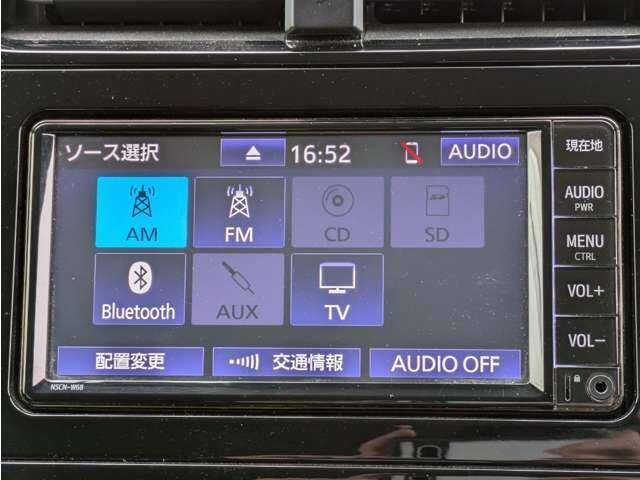 ソース選択
16:52
AUDIO
AM
FM
CD
SD
Bluetooth
AUX
TV
配置変更
交通情報
AUDIO OFF
NSCN-W68
現在地
AUDIO
PWR
MENU
CTRL
VOL+
VOL-